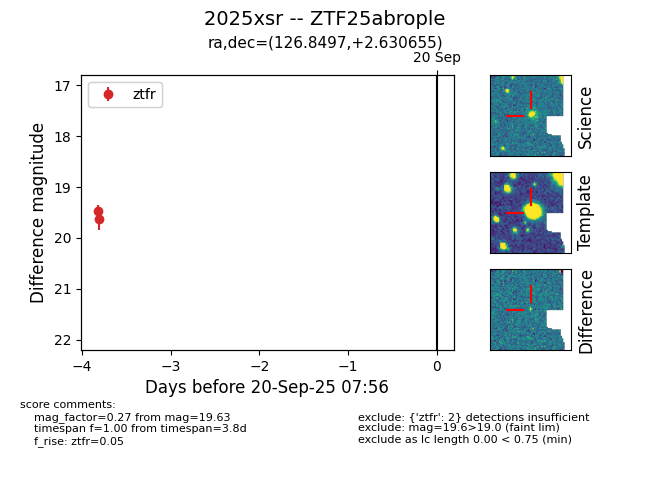 2025xsr -- ZTF25abrople
ra,dec=(126.8497,+2.630655)
20 Sep
ztfr
17
18
19
20
21
22
Difference magnitude
−4
−3
−2
−1
0
Days before 20-Sep-25 07:56
Science
Template
Difference
score comments:
mag_factor=0.27 from mag=19.63
timespan f=1.00 from timespan=3.8d
f_rise: ztfr=0.05
exclude: {'ztfr': 2} detections insufficient
exclude: mag=19.6>19.0 (faint lim)
exclude as lc length 0.00 < 0.75 (min)